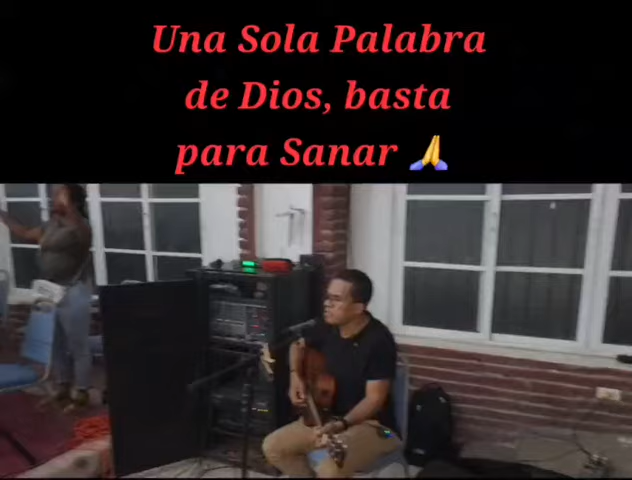 Una Sola Palabra
de Dios, basta
para Sanar 🙏